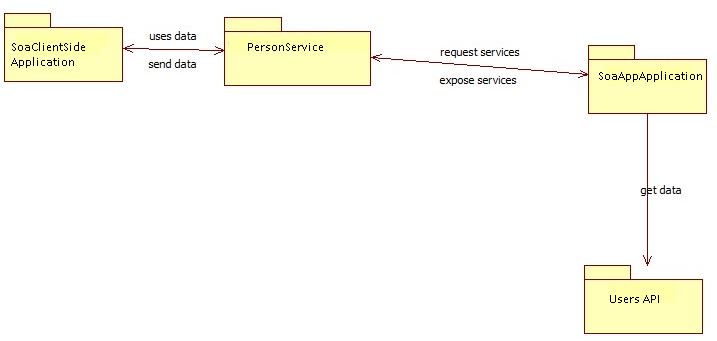 SoaClientSide
Application
uses data
send data
PersonService
request services
expose services
SoaAppApplication
get data
Users API